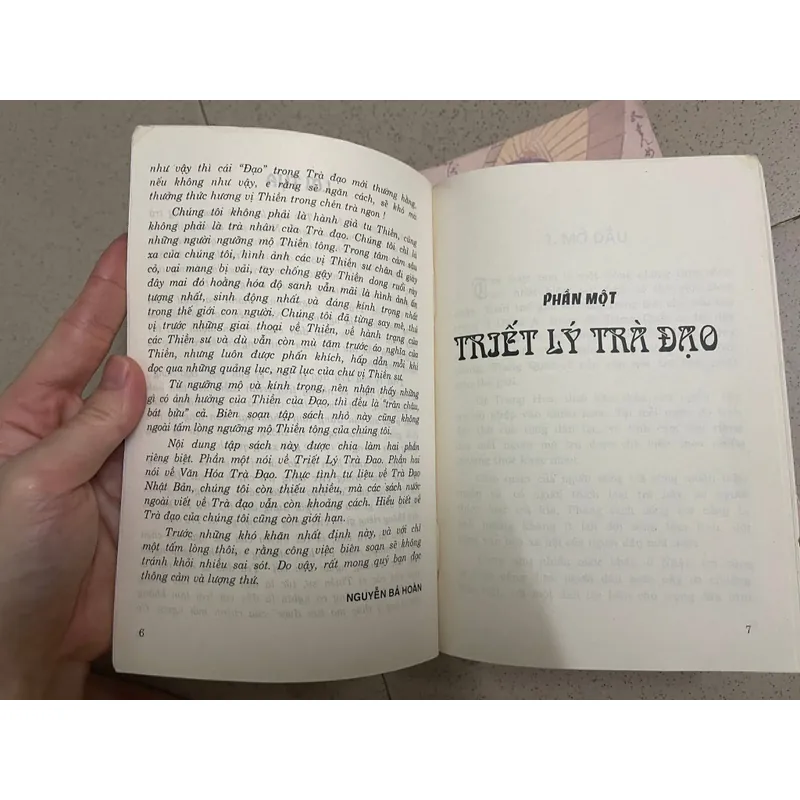 như vậy thì cái “Đạo” trong Trà đạo mới thường hằng,
nếu không như vậy, e rằng sẽ ngăn cách, sẽ khó mà
thưởng thức hương vị Thiền trong chén trà ngon !
Chúng tôi không phải là hành giả tu Thiền, cũng
không phải là trà nhân của Trà đạo. Chúng tôi chỉ là
những người ngưỡng mộ Thiền tông. Trong tâm cảm sâu
xa của chúng tôi, hình ảnh các vị Thiền sư chân đi giày
cỏ, vai mang bị vải, tay chống gậy Thiền dong ruổi nay
đây mai đó hoằng hóa độ sanh vẫn mãi là hình ảnh ấn
tượng nhất, sinh động nhất và đáng kính trọng nhất
trong thế giới con người. Chúng tôi đã từng say mê, thú
vị trước những giai thoại về Thiền, về hành trạng của
các Thiền sư và dù vẫn còn mù tăm trước áo nghĩa của
Thiền, nhưng luôn được phấn khích, hấp dẫn mỗi khi
đọc qua những quảng lục, ngữ lục của chư vị Thiền sư.
Từ ngưỡng mộ và kính trọng, nên nhận thấy những
gì có ảnh hưởng của Thiền của Đạo, thì đều là “trân châu,
bát bửu” cả. Biên soạn tập sách nhỏ này cũng không
ngoài tấm lòng ngưỡng mộ Thiền tông của chúng tôi.
Nội dung tập sách này được chia làm hai phần
riêng biệt. Phần một nói về Triết Lý Trà Đạo. Phần hai
nói về Văn Hóa Trà Đạo. Thực tình tư liệu về Trà Đạo
Nhật Bản, chúng tôi còn thiếu nhiều, mà các sách nước
ngoài viết về Trà đạo vẫn còn khoảng cách. Hiểu biết về
Trà đạo của chúng tôi cũng còn giới hạn.
Trước những khó khăn nhất định này, và với chỉ
một tấm lòng thôi, e rằng công việc biên soạn sẽ không
tránh khỏi nhiều sai sót. Do vậy, rất mong quý bạn đọc
thông cảm và lượng thứ.
NGUYỄN BÁ HOÀN
6
PHẦN MỘT
TRIẾT LÝ TRÀ ĐẠO
7